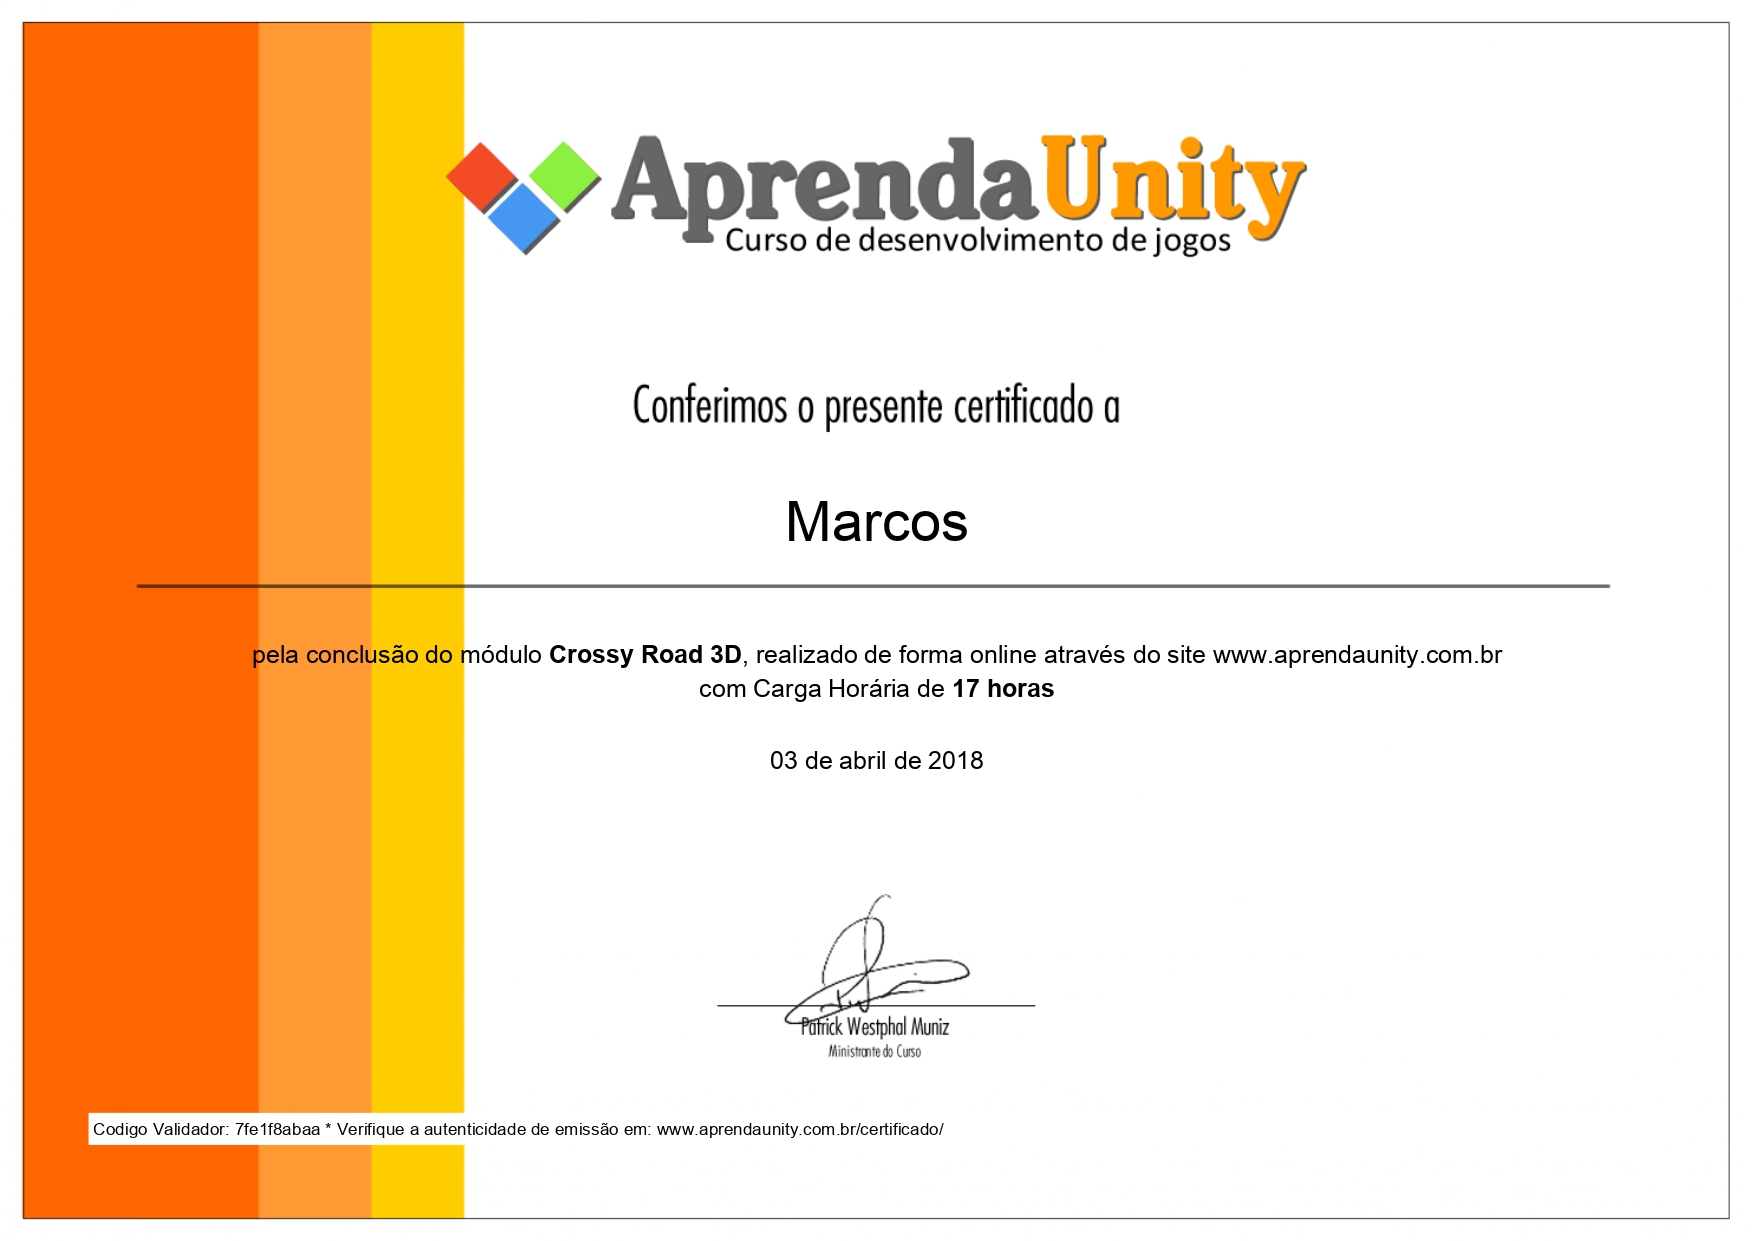 AprendaUnity
Curso de desenvolvimento de jogos
Conferimos o presente certificado a
Marcos
pela conclusão do módulo Crossy Road 3D, realizado de forma online através do site www.aprendaunity.com.br
com Carga Horária de 17 horas
03 de abril de 2018
Patrick Westphal Muniz
Ministrante do Curso
Codigo Validador: 7fe1f8abaa * Verifique a autenticidade de emissão em: www.aprendaunity.com.br/certificado/